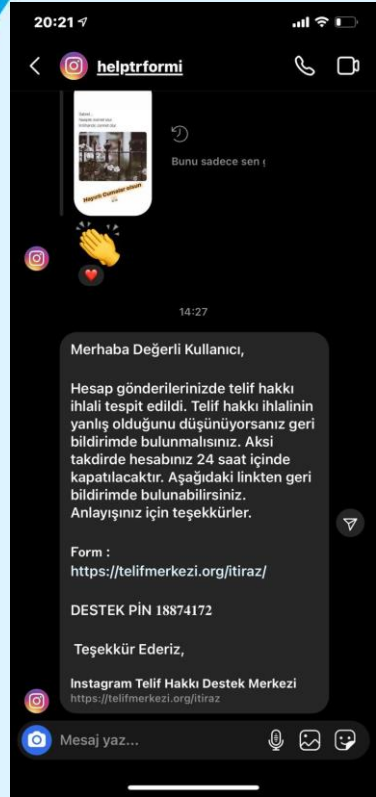 20:21
helptrformi
Hayırlı Cumalar olsun
Bunu sadece sen
14:27
Merhaba Değerli Kullanıcı,
Hesap gönderilerinizde telif hakkı
ihlali tespit edildi. Telif hakkı ihlalinin
yanlış olduğunu düşünüyorsanız geri
bildirimde bulunmalısınız. Aksi
takdirde hesabınız 24 saat içinde
kapatılacaktır. Aşağıdaki linkten geri
bildirimde bulunabilirsiniz.
Anlayışınız için teşekkürler.
Form :
https://telifmerkezi.org/itiraz/
DESTEK PİN 18874172
Teşekkür Ederiz,
Instagram Telif Hakkı Destek Merkezi
https://telifmerkezi.org/itiraz
Mesaj yaz...